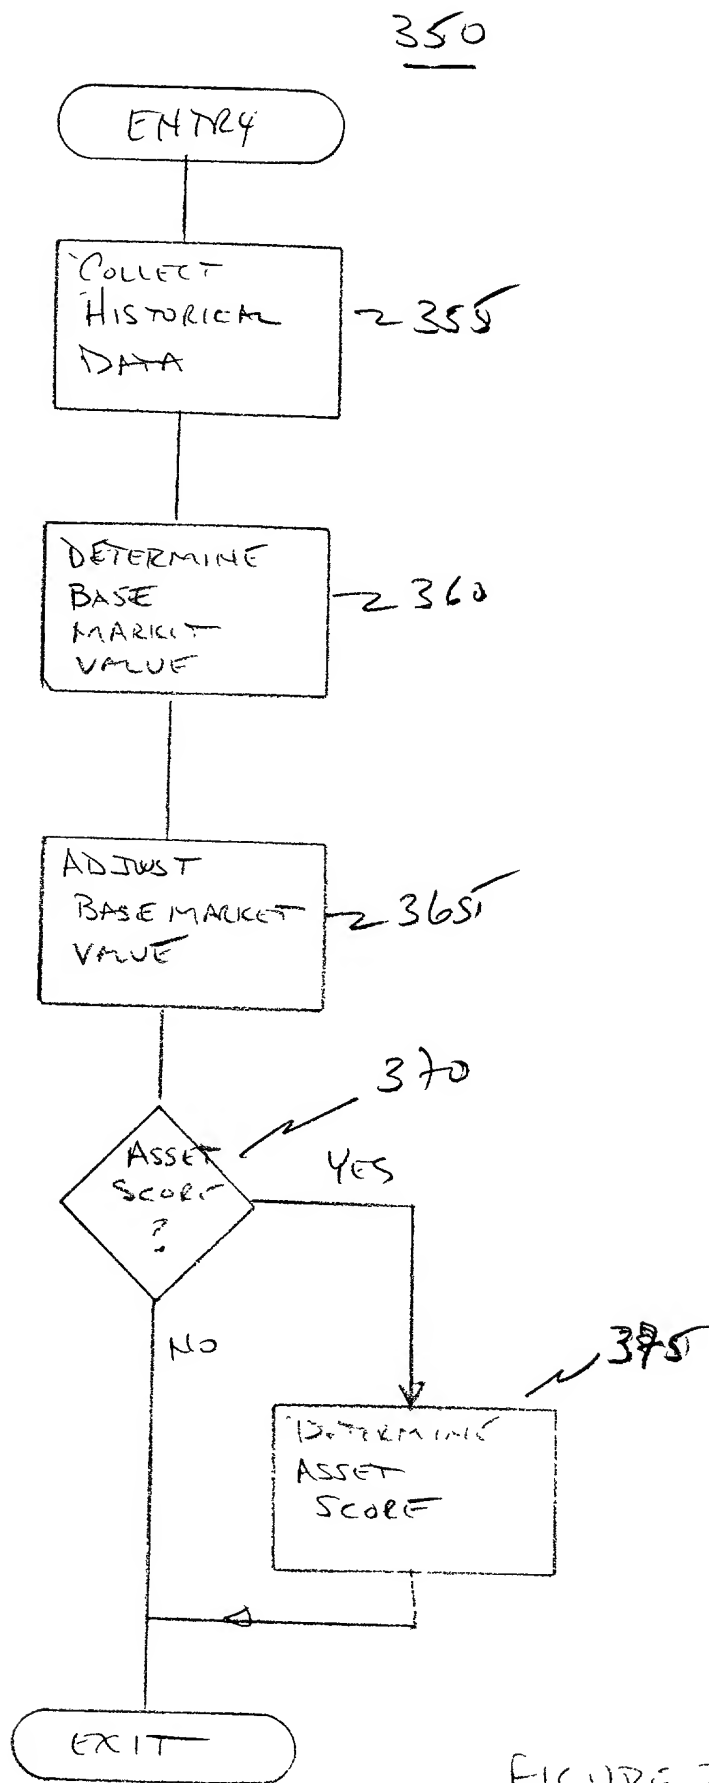 350
ENTRY
COLLECT
HISTORICAL
DATA
355
DETERMINE
BASE
MARKET
VALUE
360
ADJUST
BASE MARKET
VALUE
365
370
ASSET
SCORE
?
YES
NO
375
DETERMINE
ASSET
SCORE
EXIT
FIGURE